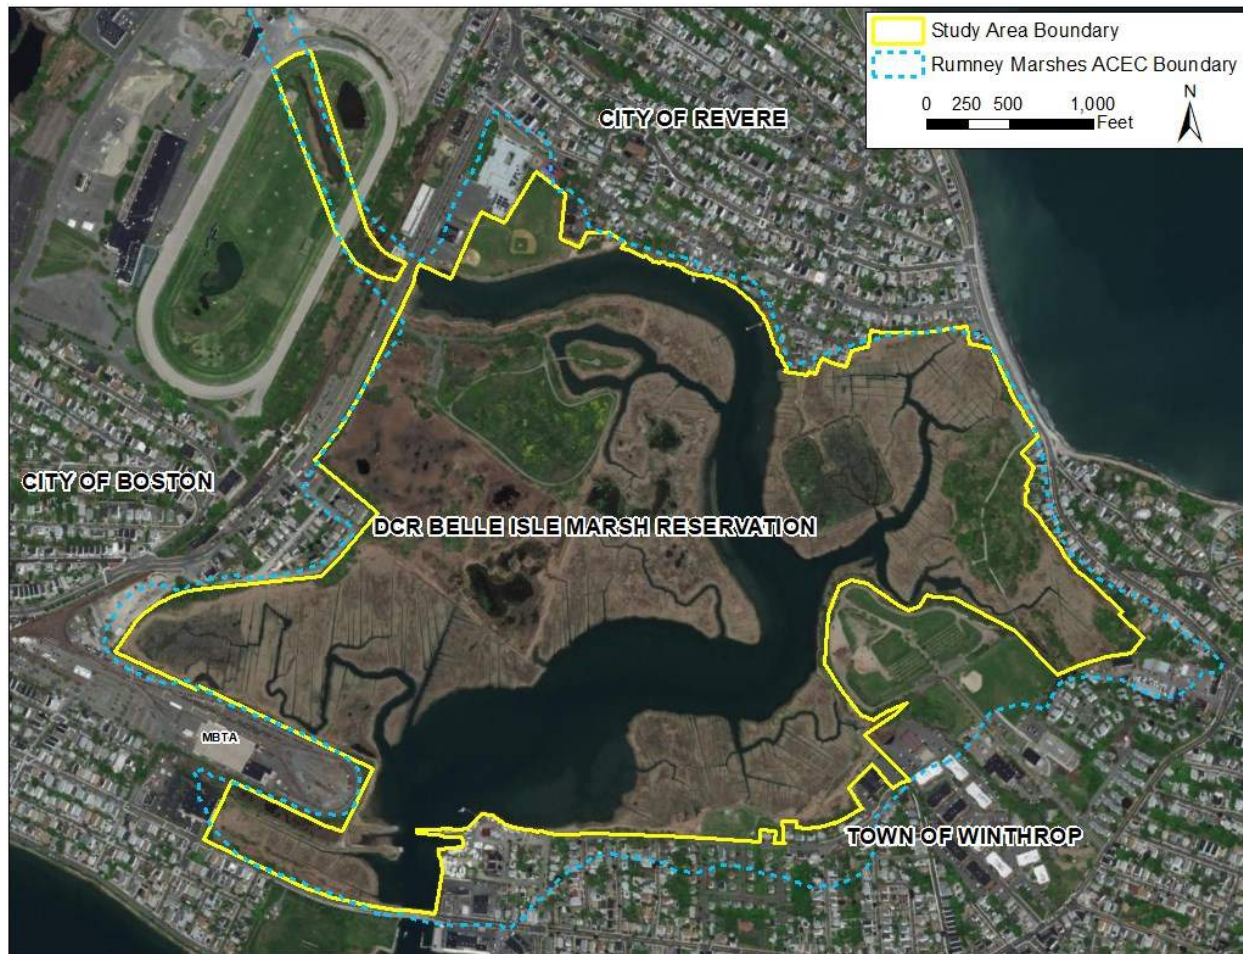 Study Area Boundary
Rumney Marshes ACEC Boundary
0 250 500 1,000
Feet
N
CITY OF REVERE
CITY OF BOSTON
DCR BELLE ISLE MARSH RESERVATION
MBTA
TOWN OF WINTHROP